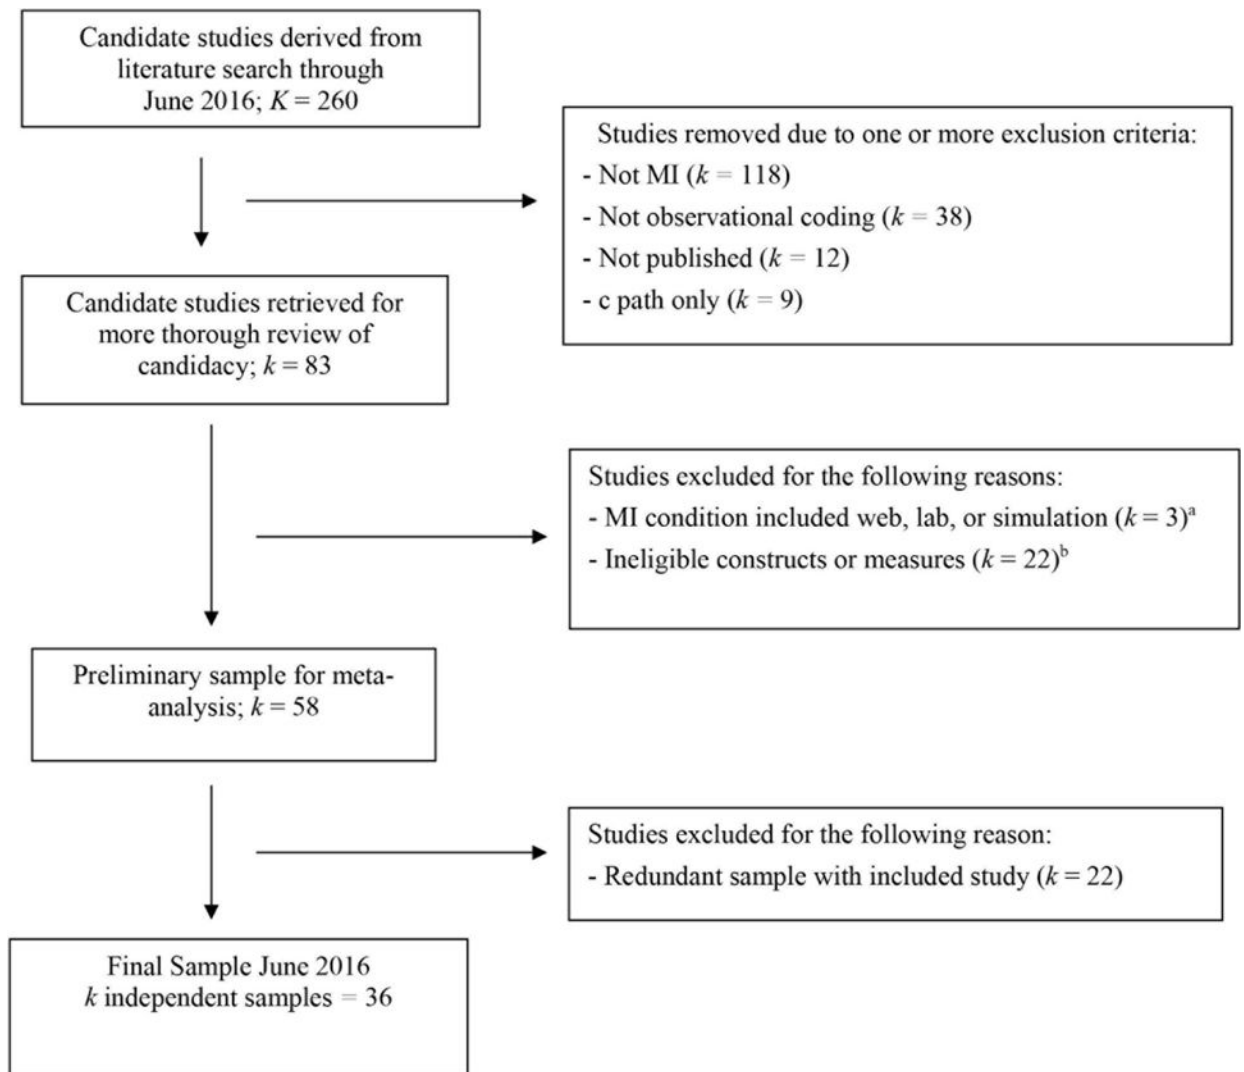 Candidate studies derived from
literature search through
June 2016; K = 260
Studies removed due to one or more exclusion criteria:
- Not MI (k = 118)
- Not observational coding (k = 38)
- Not published (k = 12)
- c path only (k = 9)
Candidate studies retrieved for
more thorough review of
candidacy; k = 83
Studies excluded for the following reasons:
- MI condition included web, lab, or simulation (k = 3)a
- Ineligible constructs or measures (k = 22)b
Preliminary sample for meta-
analysis; k = 58
Studies excluded for the following reason:
- Redundant sample with included study (k = 22)
Final Sample June 2016
k independent samples = 36